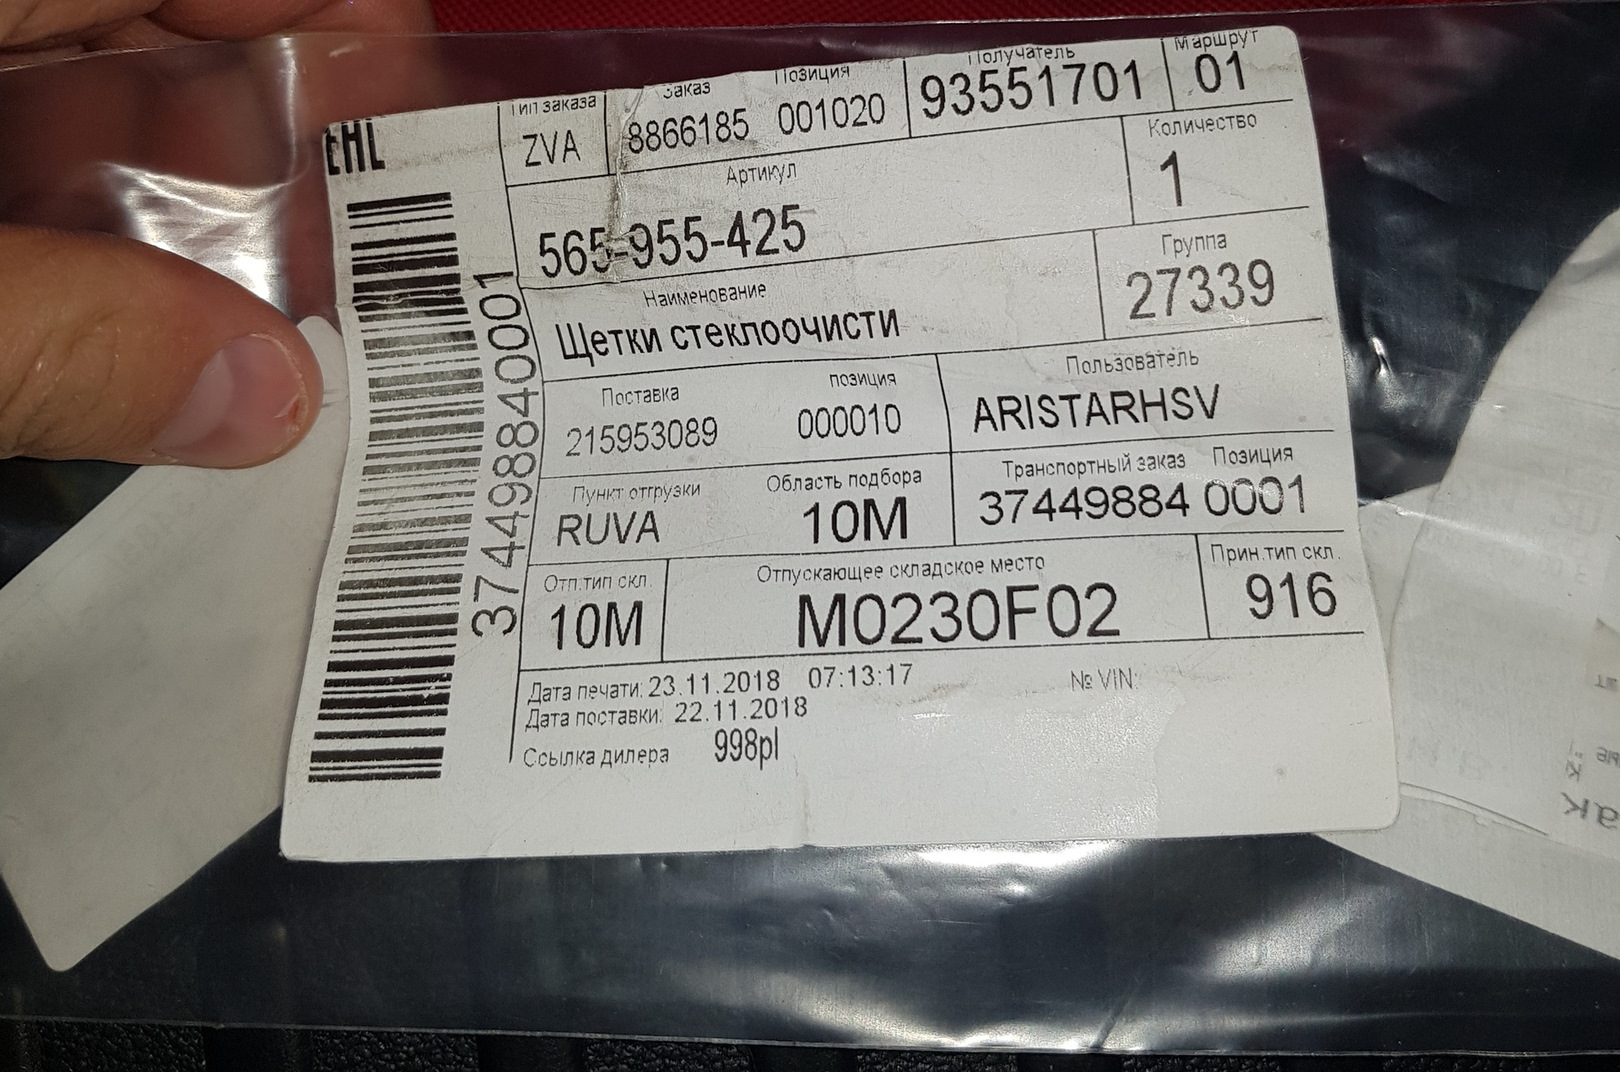 Тип заказа Заказ Позиция Получатель Маршрут
ZVA 8866185 001020 93551701 01
Артикул Количество
565-955-425 1
Наименование Группа
Щетки стеклоочисти 27339
Поставка позиция Пользователь
215953089 000010 ARISTARHSV
Пункт отгрузки Область подбора Транспортный заказ Позиция
RUVA 10M 37449884 0001
Отп.тип скл. Отпускающее складское место Прин.тип скл.
10M M0230F02 916
Дата печати: 23.11.2018 07:13:17 № VIN:
Дата поставки: 22.11.2018
Ссылка дилера 998pl
374498840001